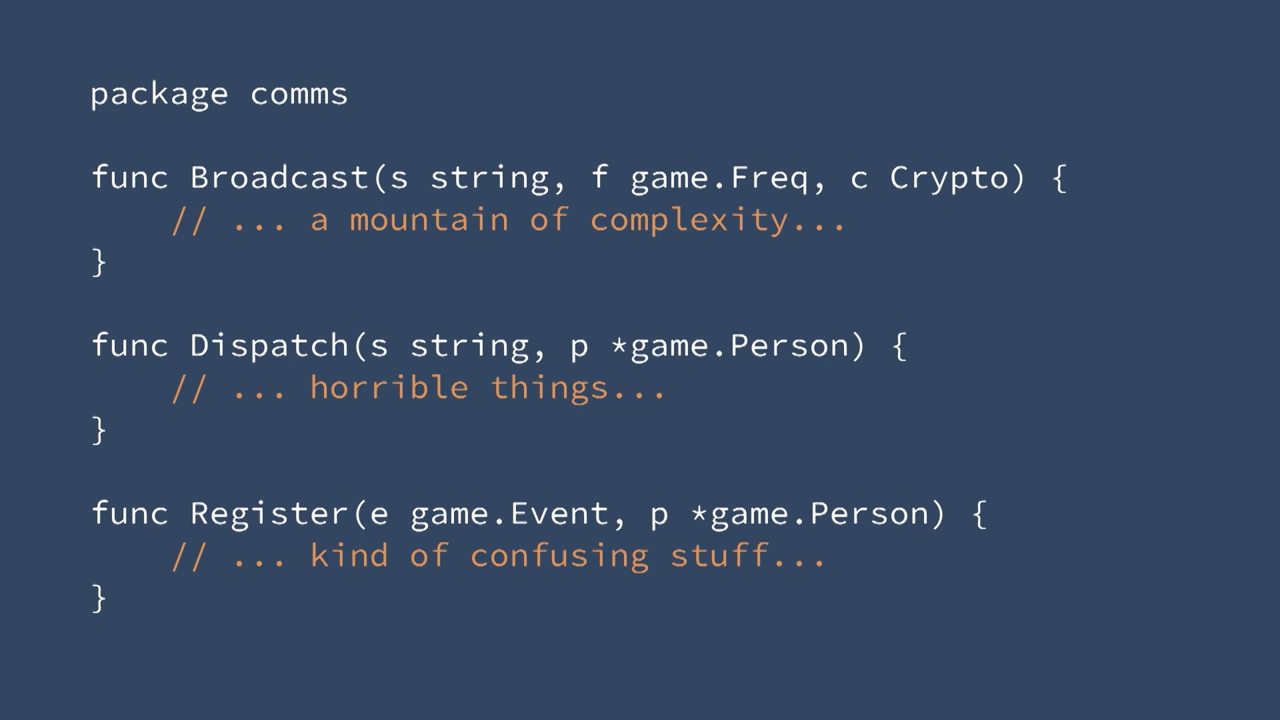 package comms

func Broadcast(s string, f game.Freq, c Crypto) {
    // ... a mountain of complexity...
}

func Dispatch(s string, p *game.Person) {
    // ... horrible things...
}

func Register(e game.Event, p *game.Person) {
    // ... kind of confusing stuff...
}